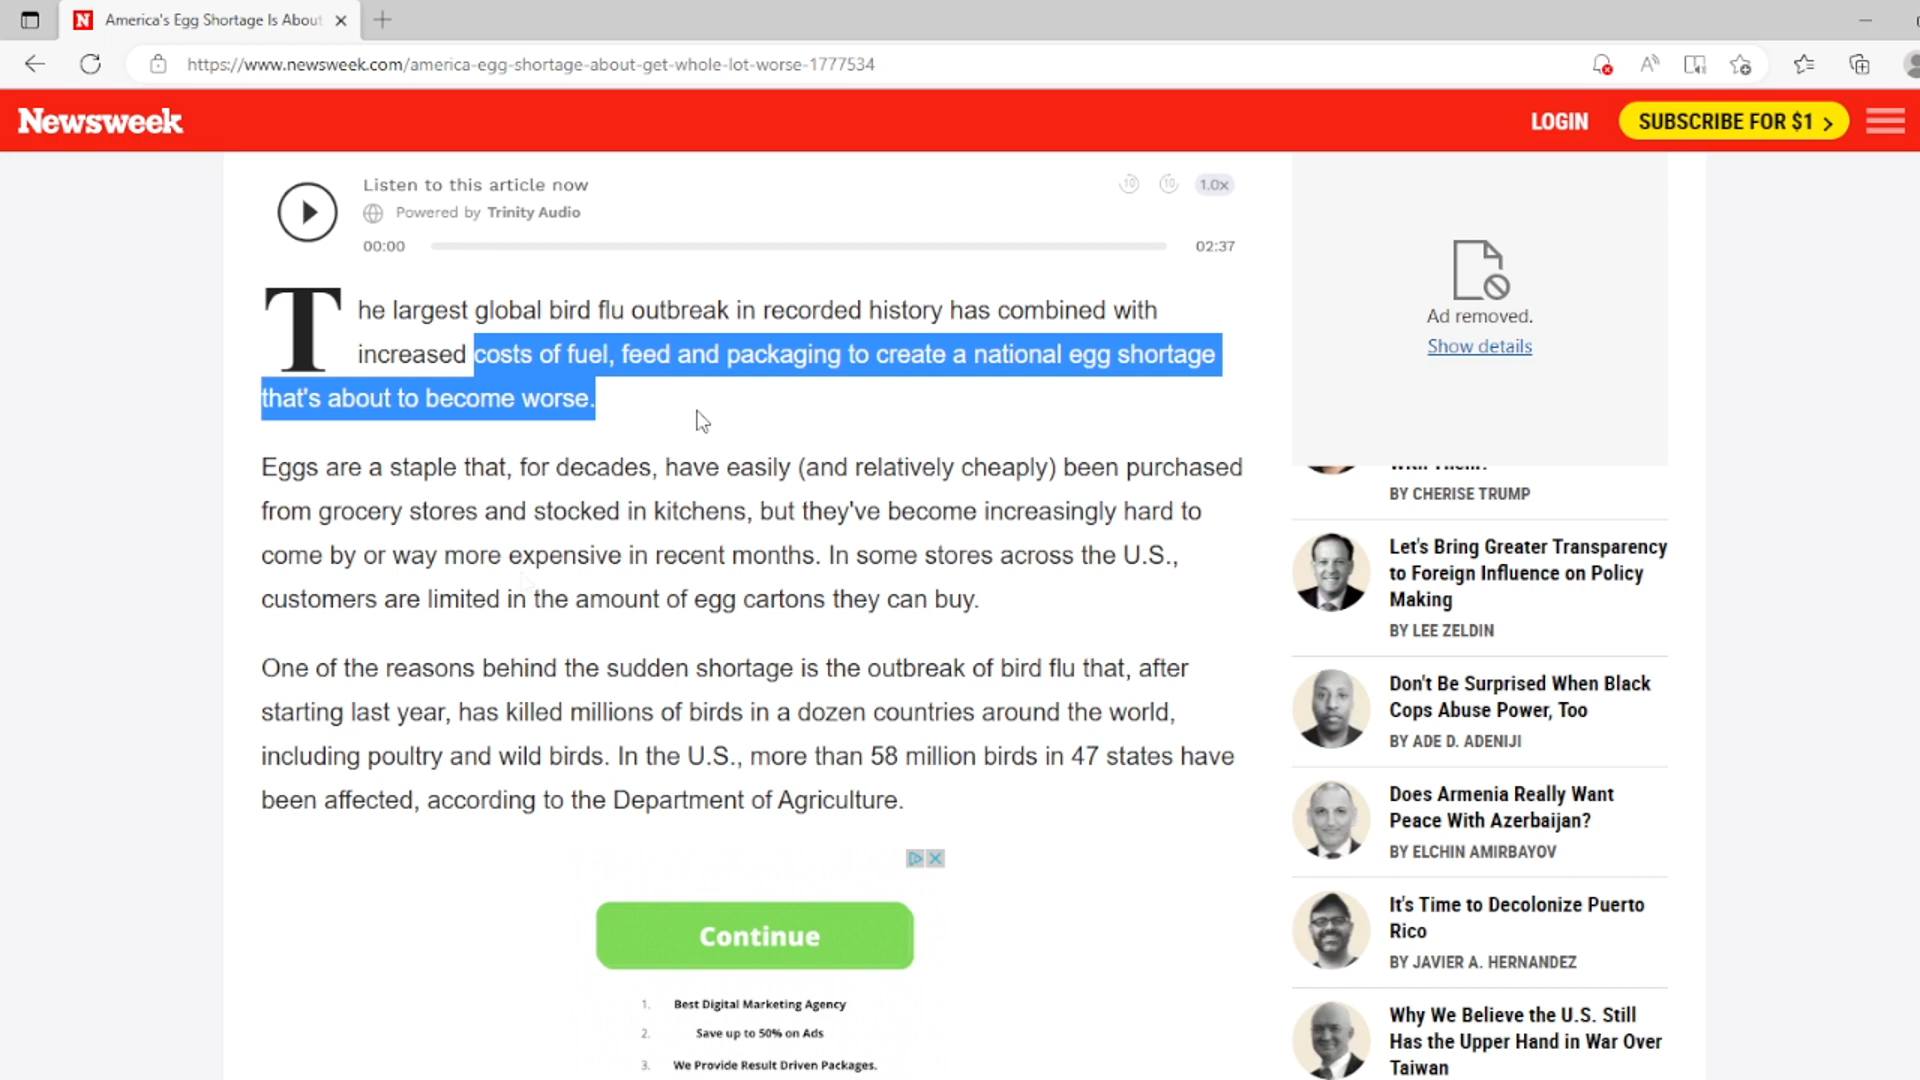 America's Egg Shortage Is About
https://www.newsweek.com/america-egg-shortage-about-get-whole-lot-worse-1777534
Newsweek
LOGIN
SUBSCRIBE FOR $1 >
Listen to this article now
10
10
1.0x
Powered by Trinity Audio
00:00
02:37
The largest global bird flu outbreak in recorded history has combined with
increased costs of fuel, feed and packaging to create a national egg shortage
that's about to become worse.
Eggs are a staple that, for decades, have easily (and relatively cheaply) been purchased
from grocery stores and stocked in kitchens, but they've become increasingly hard to
come by or way more expensive in recent months. In some stores across the U.S.,
customers are limited in the amount of egg cartons they can buy.
One of the reasons behind the sudden shortage is the outbreak of bird flu that, after
starting last year, has killed millions of birds in a dozen countries around the world,
including poultry and wild birds. In the U.S., more than 58 million birds in 47 states have
been affected, according to the Department of Agriculture.
Continue
1. Best Digital Marketing Agency
2. Save up to 50% on Ads
3. We Provide Result Driven Packages.
Ad removed.
Show details
BY CHERISE TRUMP
Let's Bring Greater Transparency
to Foreign Influence on Policy
Making
BY LEE ZELDIN
Don't Be Surprised When Black
Cops Abuse Power, Too
BY ADE D. ADENIJI
Does Armenia Really Want
Peace With Azerbaijan?
BY ELCHIN AMIRBAYOV
It's Time to Decolonize Puerto
Rico
BY JAVIER A. HERNANDEZ
Why We Believe the U.S. Still
Has the Upper Hand in War Over
Taiwan